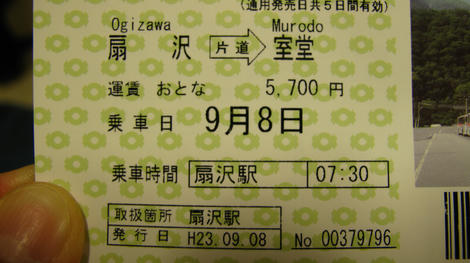 (通用発売日共5日間有効)
Ogizawa Murodo
扇沢 片道 室堂
運賃 おとな 5,700 円
乗車日 9月8日
乗車時間 扇沢駅 07:30
取扱箇所 扇沢駅
発行日 H23.09.08 No 00379796